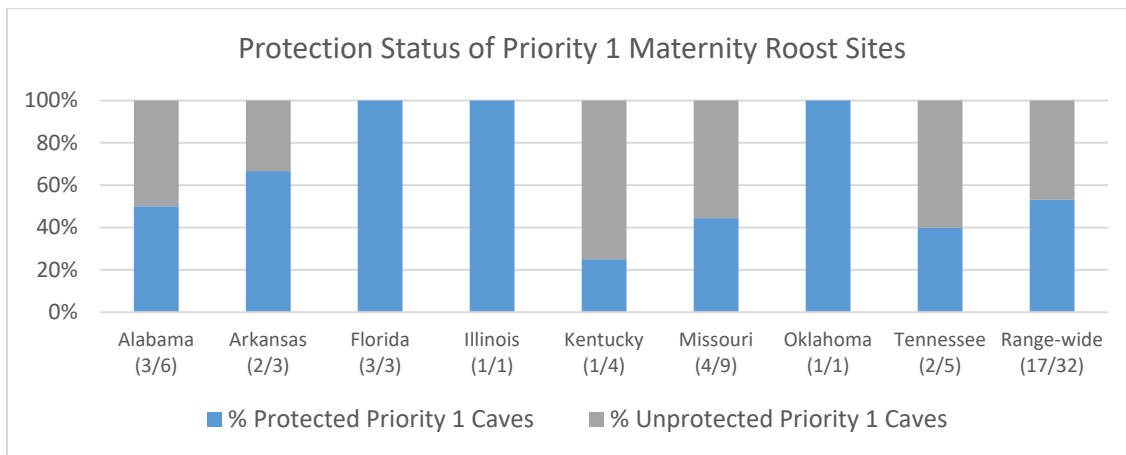 Protection Status of Priority 1 Maternity Roost Sites
100%
80%
60%
40%
20%
0%
Alabama Arkansas Florida Illinois Kentucky Missouri Oklahoma Tennessee Range-wide
(3/6) (2/3) (3/3) (1/1) (1/4) (4/9) (1/1) (2/5) (17/32)
% Protected Priority 1 Caves % Unprotected Priority 1 Caves